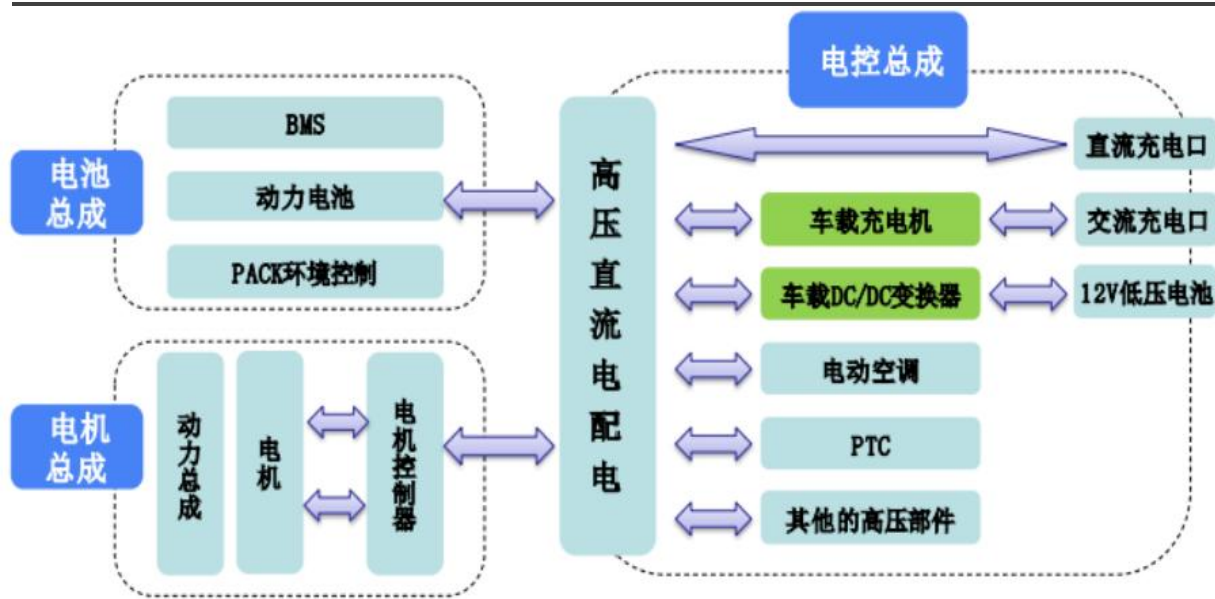 电控总成
BMS
直流充电口
电池
总成
动力电池
车载充电机
交流充电口
PACK环境控制
车载DC/DC变换器
12V低压电池
高压直流电配电
电动空调
电机
总成
动力总成
电机
电机控制器
PTC
其他的高压部件